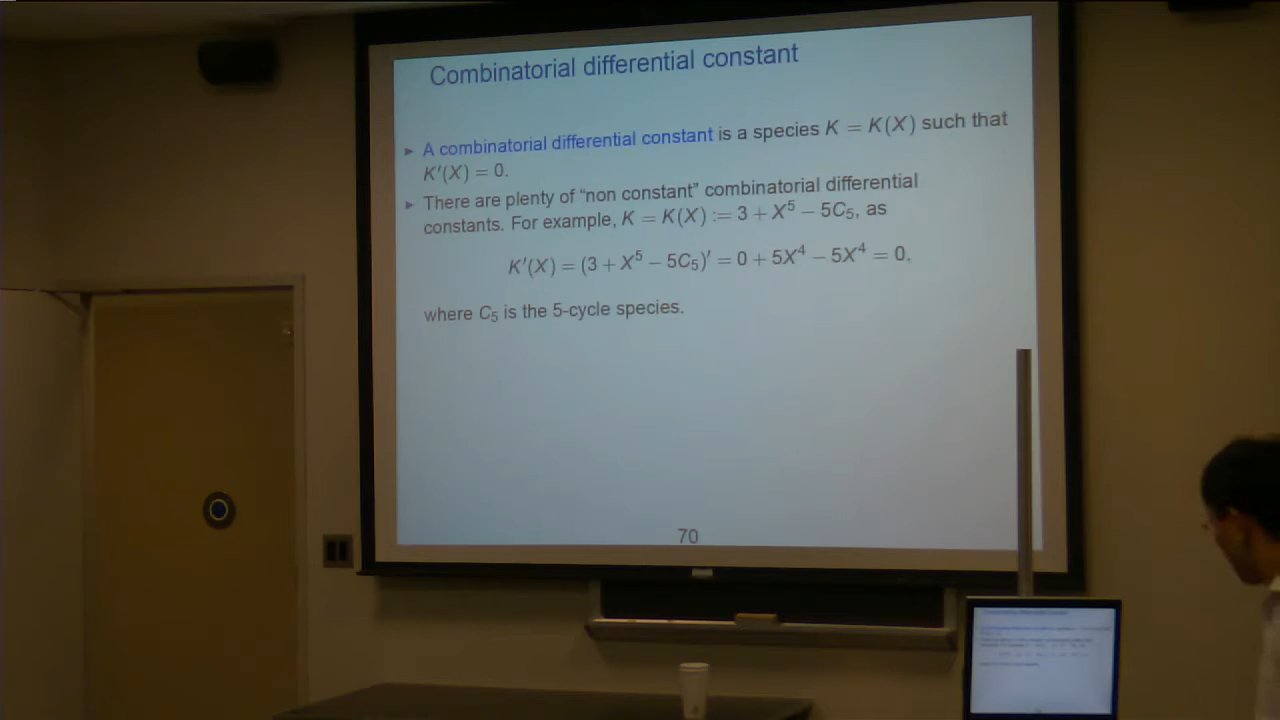 Combinatorial differential constant
► A combinatorial differential constant is a species K = K(X) such that
K′(X) = 0.
► There are plenty of “non constant” combinatorial differential
constants. For example, K = K(X) := 3 + X⁵ − 5C₅, as
K′(X) = (3 + X⁵ − 5C₅)′ = 0 + 5X⁴ − 5X⁴ = 0,
where C₅ is the 5-cycle species.
70